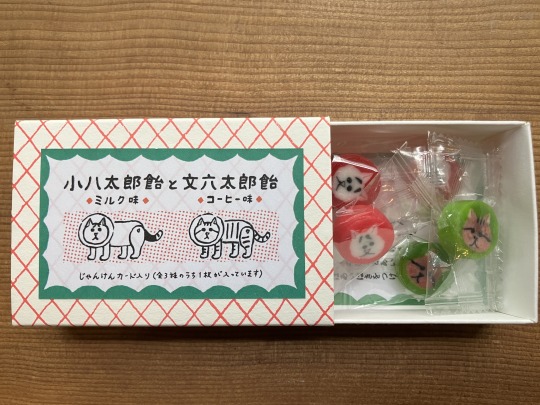 小八太郎飴と文六太郎飴
ミルク味 コーヒー味
じゃんけんカード入り(全3種のうち1枚が入っています)